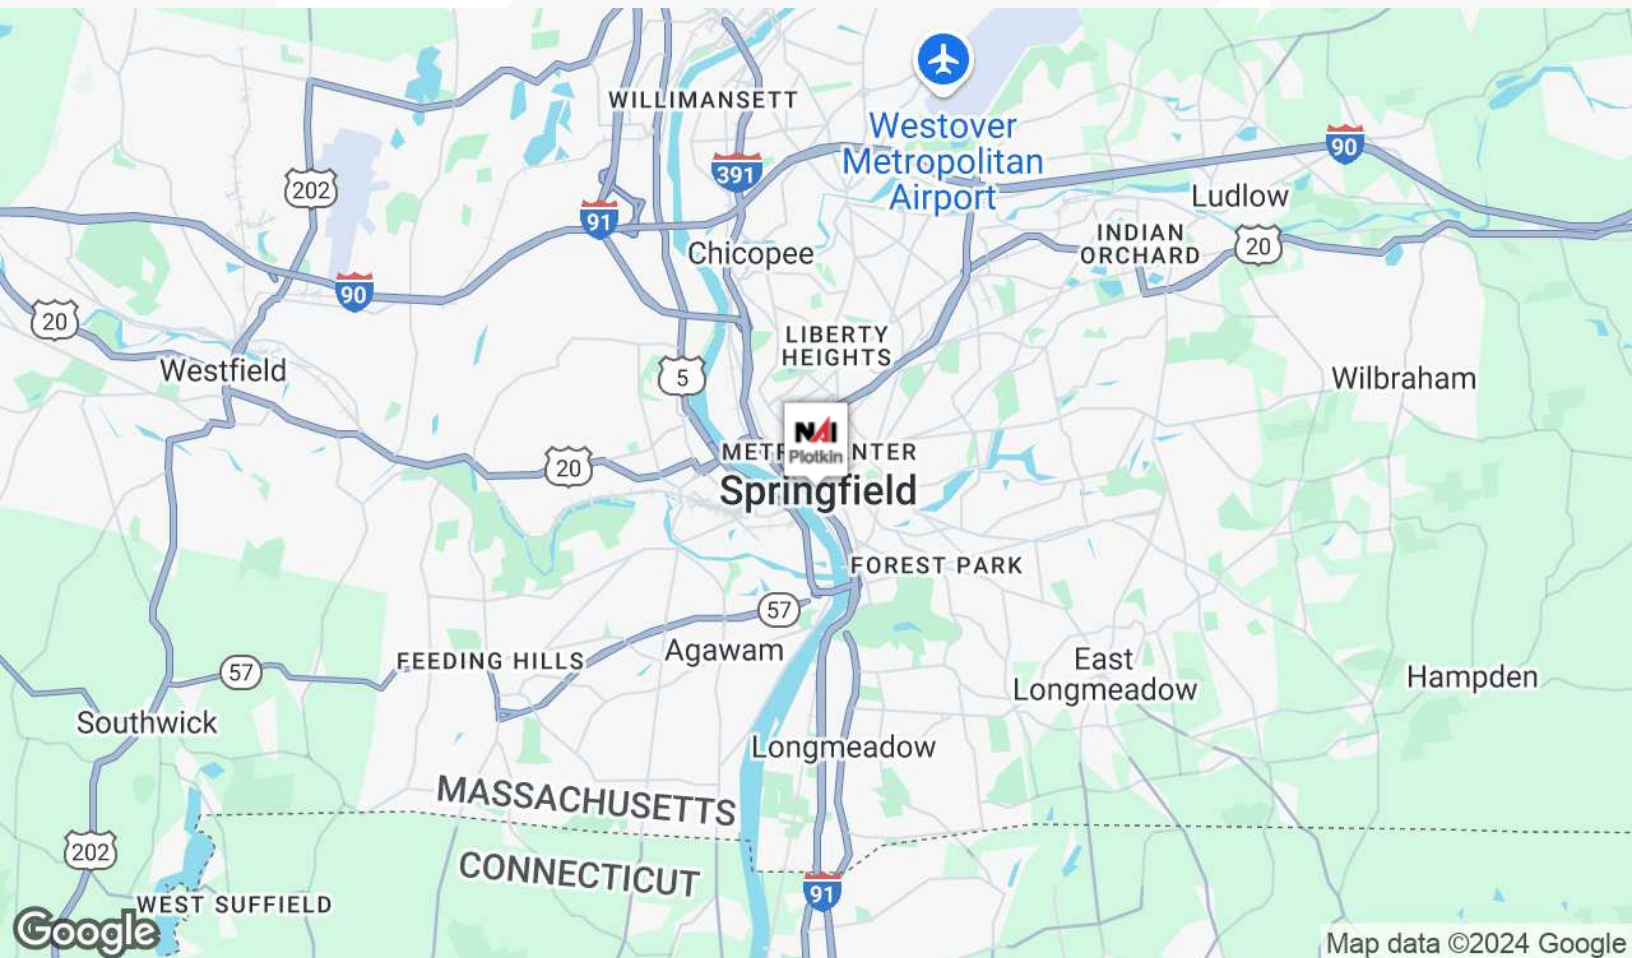 WILLIMANSETT
Westover
Metropolitan
Airport
90
391
202
Ludlow
91
INDIAN
ORCHARD
20
Chicopee
90
20
LIBERTY
HEIGHTS
Westfield
5
Wilbraham
NAI
Plotkin
METR
NTER
20
Springfield
FOREST PARK
57
Agawam
FEEDING HILLS
57
East
Longmeadow
Hampden
Southwick
Longmeadow
MASSACHUSETTS
202
CONNECTICUT
91
WEST SUFFIELD
Google
Map data ©2024 Google